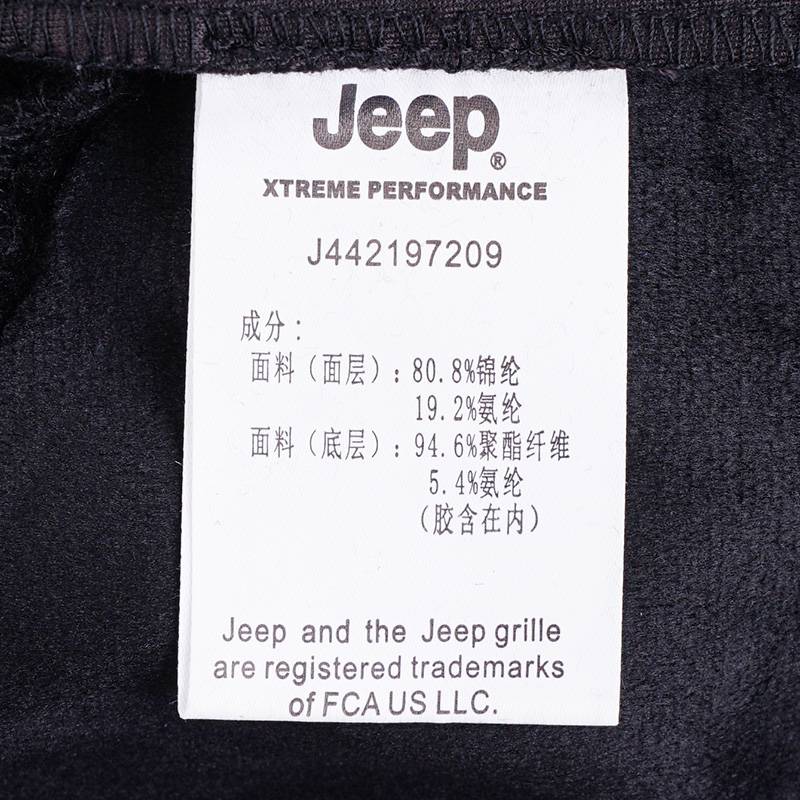 Jeep®
XTREME PERFORMANCE
J442197209
成分：
面料（面层）：80.8%锦纶
19.2%氨纶
面料（底层）：94.6%聚酯纤维
5.4%氨纶
（胶含在内）
Jeep and the Jeep grille
are registered trademarks
of FCA US LLC.